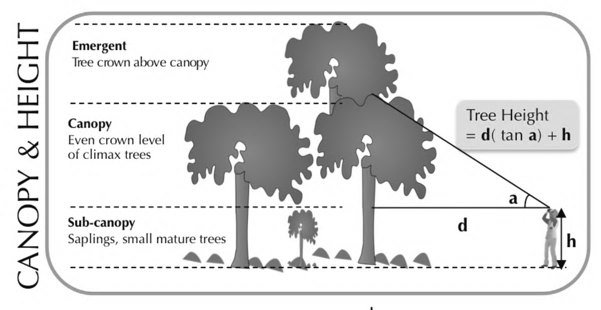 CANOPY & HEIGHT
Emergent
Tree crown above canopy
Canopy
Even crown level
of climax trees
Sub-canopy
Saplings, small mature trees
Tree Height
= d( tan a) + h
a
d
h